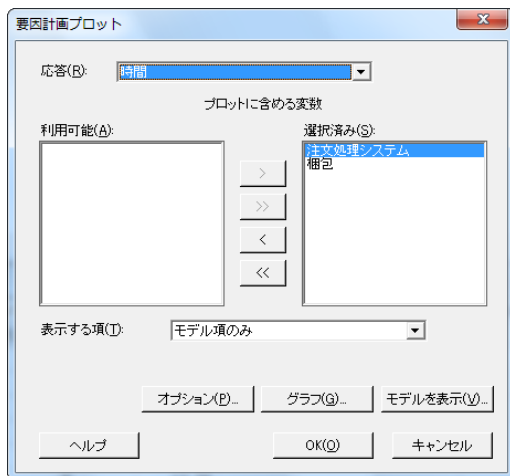 要因計画プロット
応答(R): 時間
プロットに含める変数
利用可能(A): 選択済み(S):
注文処理システム
梱包
>
>>
<
<<
表示する項(T): モデル項のみ
オプション(P)... グラフ(G)... モデルを表示(V)...
ヘルプ OK(O) キャンセル